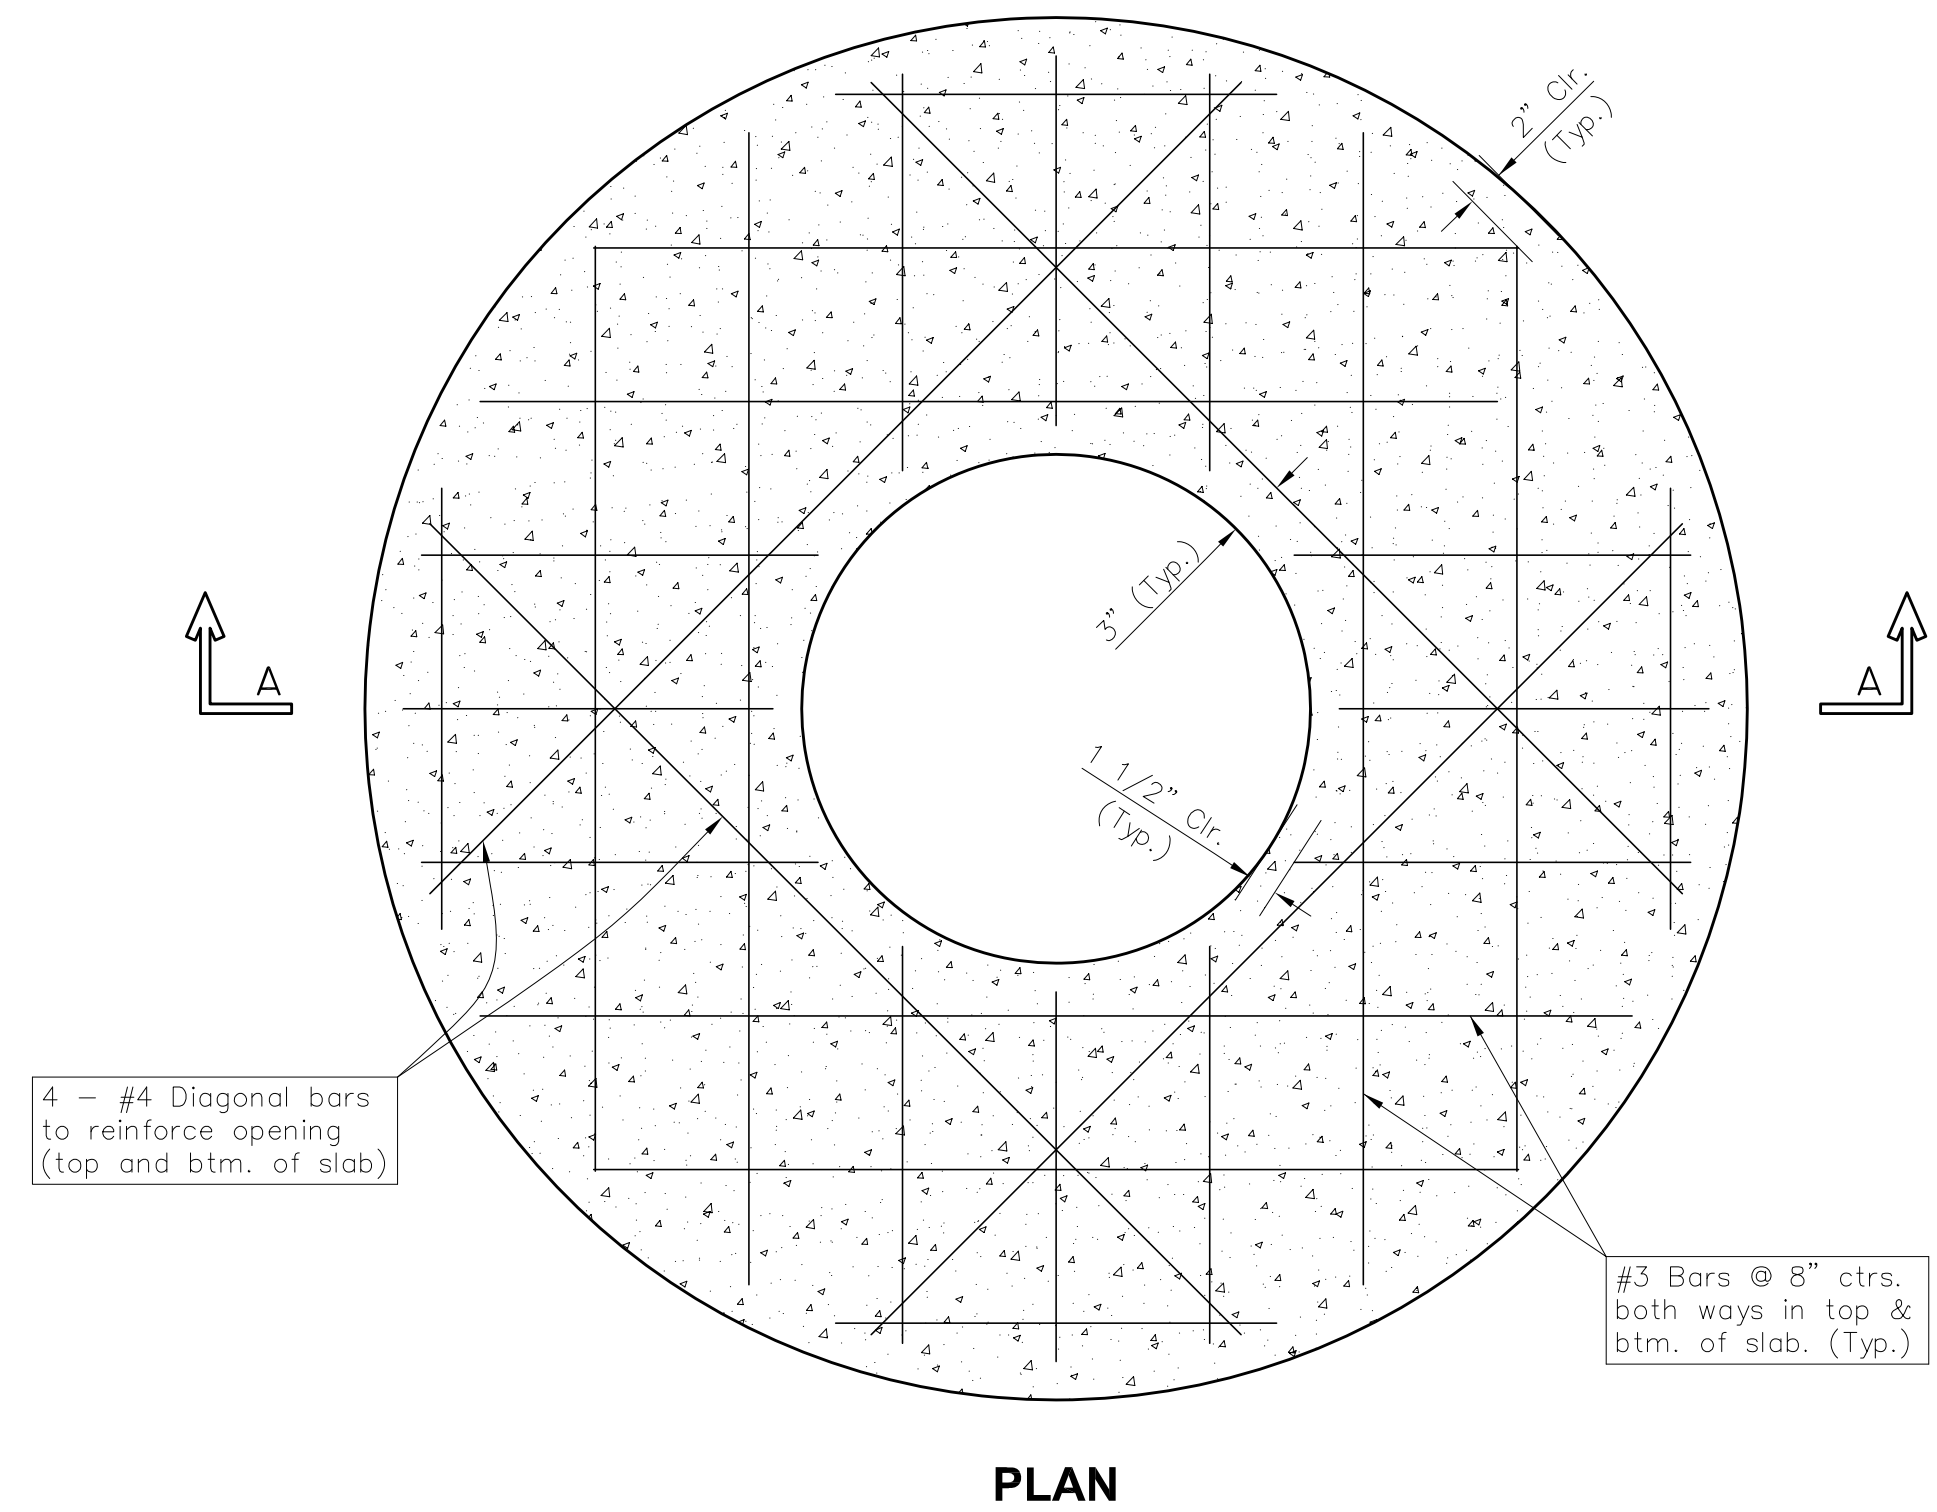 2” Clr.
(Typ.)
3” (Typ.)
A
A
1 1/2” Clr.
(Typ.)
4 – #4 Diagonal bars
to reinforce opening
(top and btm. of slab)
#3 Bars @ 8” ctrs.
both ways in top &
btm. of slab. (Typ.)
PLAN